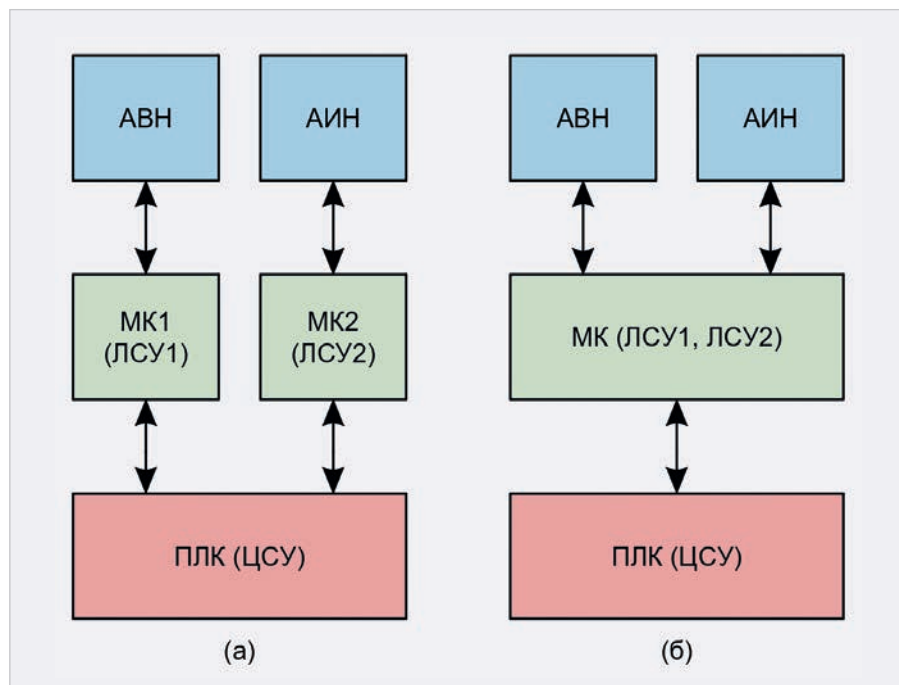 АВН
АИН
МК1
(ЛСУ1)
МК2
(ЛСУ2)
ПЛК (ЦСУ)
(а)
АВН
АИН
МК (ЛСУ1, ЛСУ2)
ПЛК (ЦСУ)
(б)